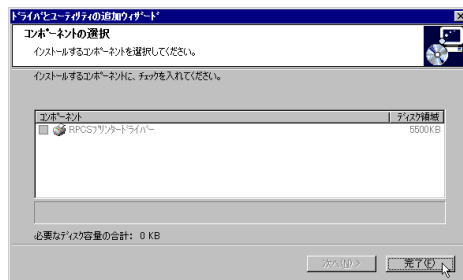 ﾄﾞﾗｲﾊﾞとﾕｰﾃｨﾘﾃｨの追加ｳｨｻﾞｰﾄﾞ
ｺﾝﾎﾟｰﾈﾝﾄの選択
ｲﾝｽﾄｰﾙするｺﾝﾎﾟｰﾈﾝﾄを選択してください。
ｲﾝｽﾄｰﾙするｺﾝﾎﾟｰﾈﾝﾄに、ﾁｪｯｸを入れてください。
ｺﾝﾎﾟｰﾈﾝﾄ ﾃﾞｨｽｸ領域
RPCSﾌﾟﾘﾝﾀｰﾄﾞﾗｲﾊﾞｰ 5500KB
必要なﾃﾞｨｽｸ容量の合計: 0 KB
次へ(N) > 完了(F)